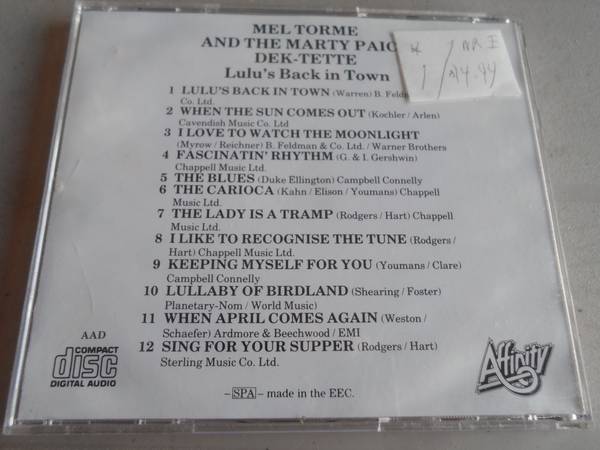 MEL TORME
AND THE MARTY PAIC
DEK-TETTE
Lulu's Back in Town
1 LULU'S BACK IN TOWN (Warren) B. Feld
Co. Ltd.
2 WHEN THE SUN COMES OUT (Kochler / Arlen)
Cavendish Music Co. Ltd
3 I LOVE TO WATCH THE MOONLIGHT
(Myrow / Reichner) B. Feldman & Co. Ltd. / Warner Brothers
4 FASCINATIN' RHYTHM (G. & I. Gershwin)
Chappell Music Ltd.
5 THE BLUES (Duke Ellington) Campbell Connelly
6 THE CARIOCA (Kahn / Elison / Youmans) Chappell
Music Ltd.
7 THE LADY IS A TRAMP (Rodgers / Hart) Chappell
Music Ltd.
8 I LIKE TO RECOGNISE THE TUNE (Rodgers /
Hart) Chappell Music Ltd.
9 KEEPING MYSELF FOR YOU (Youmans / Clare)
Campbell Connelly
10 LULLABY OF BIRDLAND (Shearing / Foster)
Planetary-Nom / World Music)
11 WHEN APRIL COMES AGAIN (Weston /
Schaefer) Ardmore & Beechwood / EMI
12 SING FOR YOUR SUPPER (Rodgers / Hart)
Sterling Music Co. Ltd.
AAD
COMPACT
disc
DIGITAL AUDIO
– SPA – made in the EEC.
Affinity
14.99